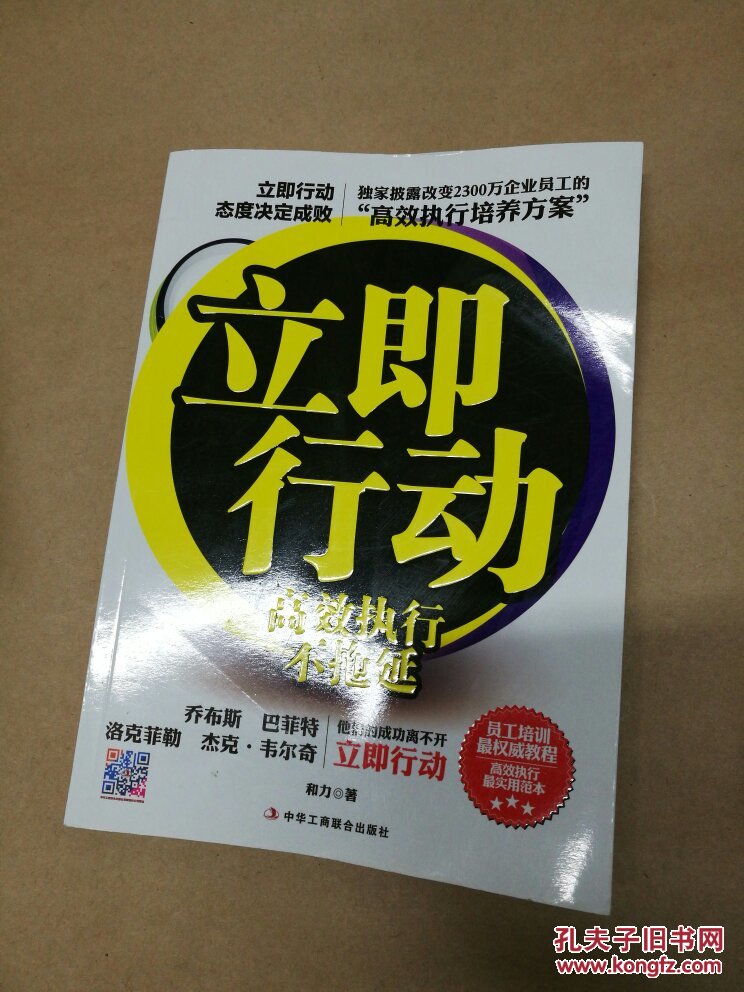 立即行动
态度决定成败
独家披露改变2300万企业员工的
“高效执行培养方案”
立即
行动
高效执行
不拖延
乔布斯 巴菲特
洛克菲勒 杰克·韦尔奇
他们的成功离不开
立即行动
员工培训
最权威教程
高效执行
最实用范本
和力◎著
中华工商联合出版社
孔夫子旧书网
www.kongfz.com